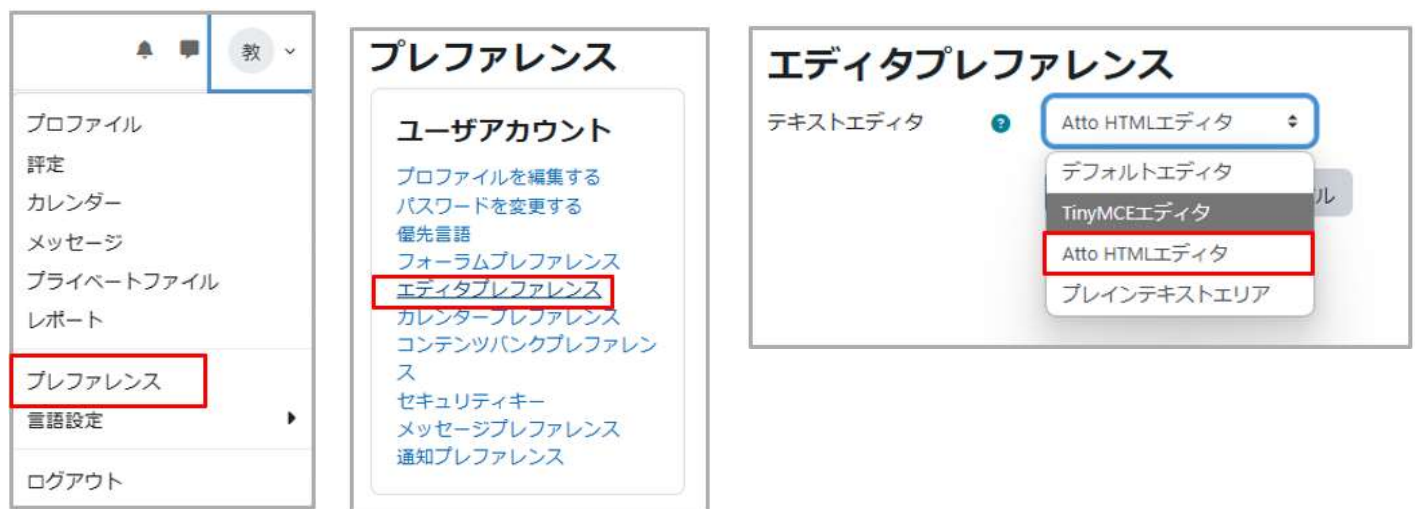 教
プロファイル
評定
カレンダー
メッセージ
プライベートファイル
レポート
プレファレンス
言語設定
ログアウト
プレファレンス
ユーザアカウント
プロファイルを編集する
パスワードを変更する
優先言語
フォーラムプレファレンス
エディタプレファレンス
カレンダープレファレンス
コンテンツバンクプレファレン
ス
セキュリティキー
メッセージプレファレンス
通知プレファレンス
エディタプレファレンス
テキストエディタ ? Atto HTMLエディタ
デフォルトエディタ
TinyMCEエディタ
ル
Atto HTMLエディタ
プレインテキストエリア